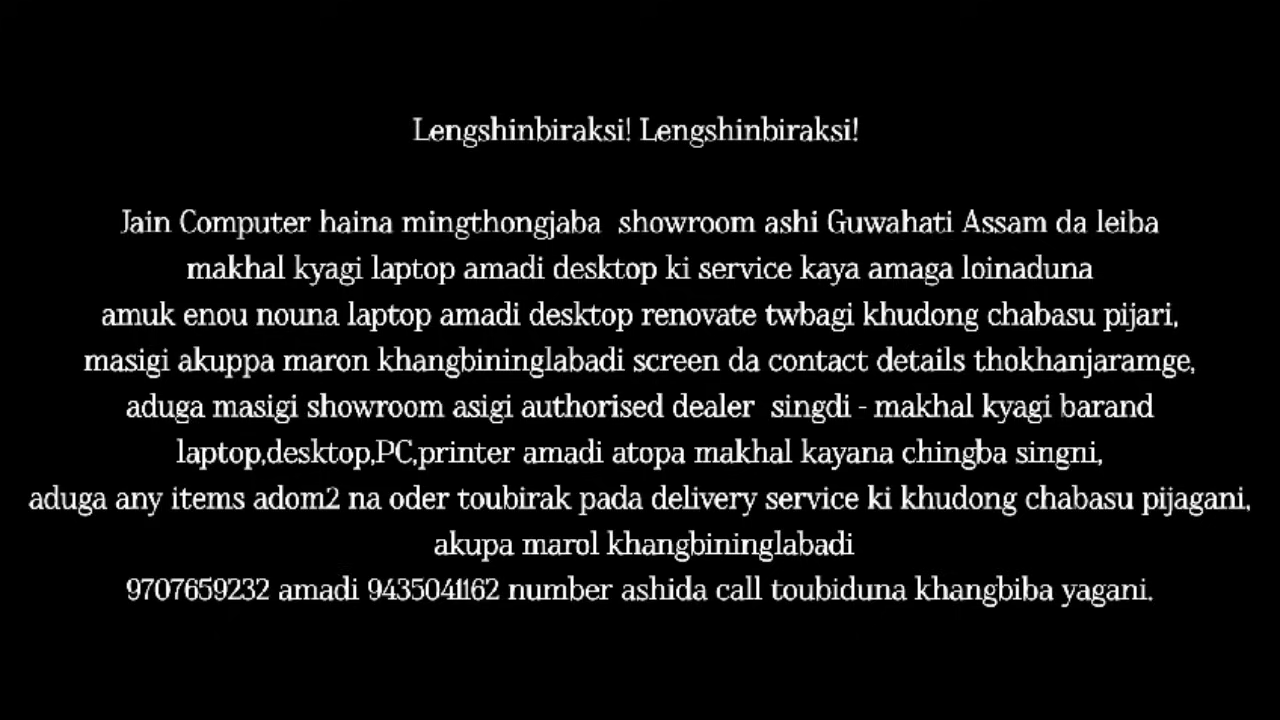 Lengshinbiraksi! Lengshinbiraksi!
Jain Computer haina mingthongjaba showroom ashi Guwahati Assam da leiba
makhal kyagi laptop amadi desktop ki service kaya amaga loinaduna
amuk enou nouna laptop amadi desktop renovate twbagi khudong chabasu pijari,
masigi akuppa maron khangbininglabadi screen da contact details thokhanjaramge,
aduga masigi showroom asigi authorised dealer singdi - makhal kyagi barand
laptop,desktop,PC,printer amadi atopa makhal kayana chingba singni,
aduga any items adom2 na oder toubirak pada delivery service ki khudong chabasu pijagani,
akupa marol khangbininglabadi
9707659232 amadi 9435041162 number ashida call toubiduna khangbiba yagani.